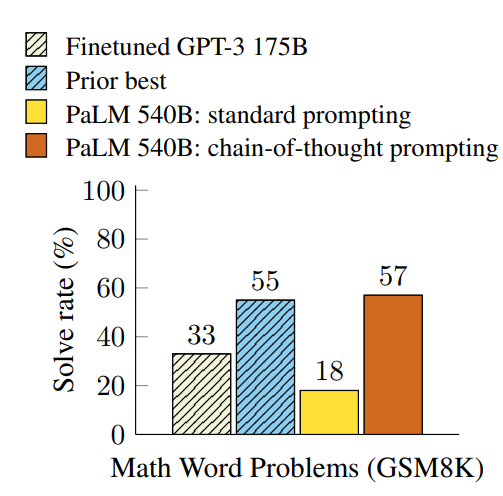 Finetuned GPT-3 175B
Prior best
PaLM 540B: standard prompting
PaLM 540B: chain-of-thought prompting
100
80
60
40
20
0
Solve rate (%)
33
55
18
57
Math Word Problems (GSM8K)